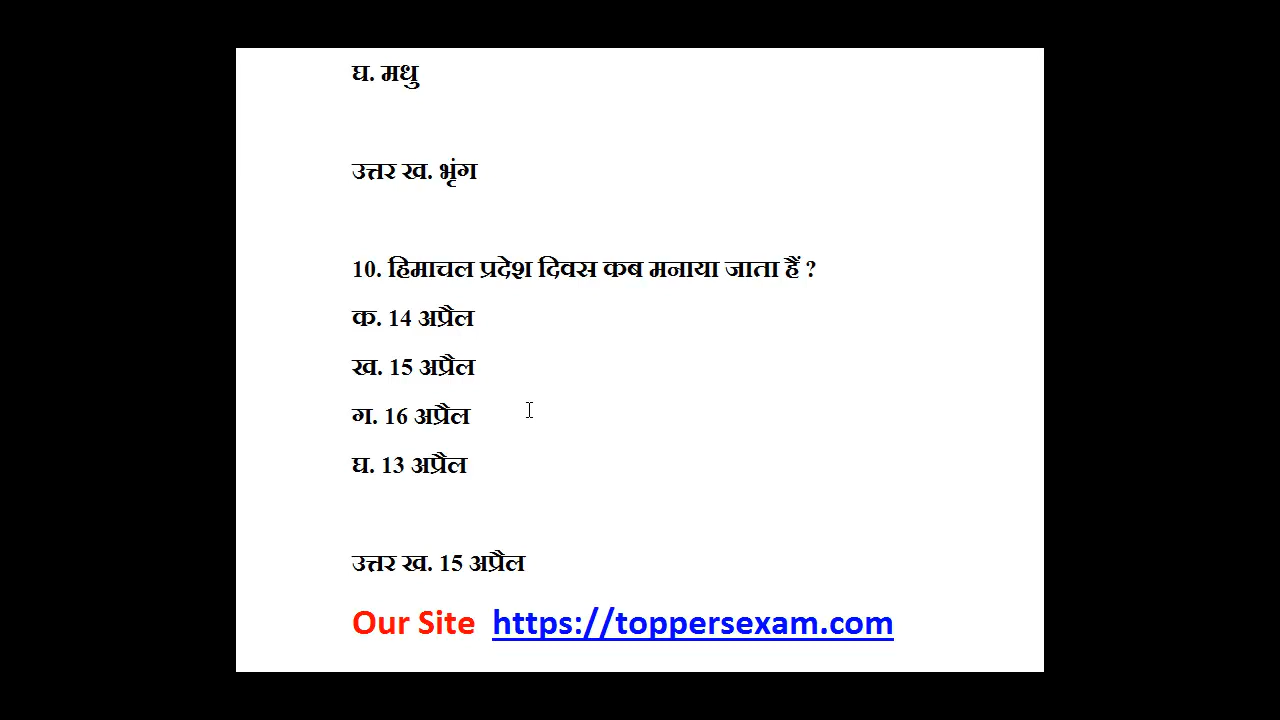 घ. मधु
उत्तर ख. भृंग
10. हिमाचल प्रदेश दिवस कब मनाया जाता हैं ?
क. 14 अप्रैल
ख. 15 अप्रैल
ग. 16 अप्रैल
घ. 13 अप्रैल
उत्तर ख. 15 अप्रैल
Our Site https://toppersexam.com